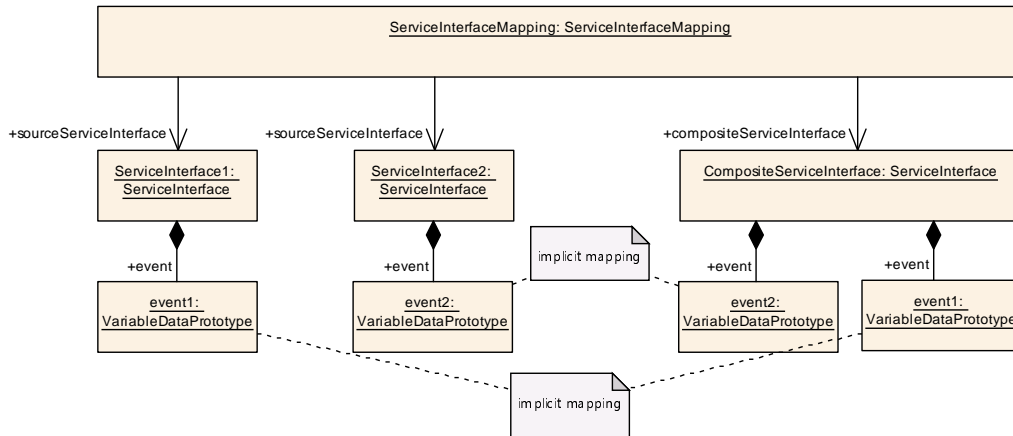 ServiceInterfaceMapping: ServiceInterfaceMapping
+sourceServiceInterface
+sourceServiceInterface
+compositeServiceInterface
ServiceInterface1:
ServiceInterface
ServiceInterface2:
ServiceInterface
CompositeServiceInterface: ServiceInterface
implicit mapping
+event
+event
+event
+event
event1:
VariableDataPrototype
event2:
VariableDataPrototype
event2:
VariableDataPrototype
event1:
VariableDataPrototype
implicit mapping